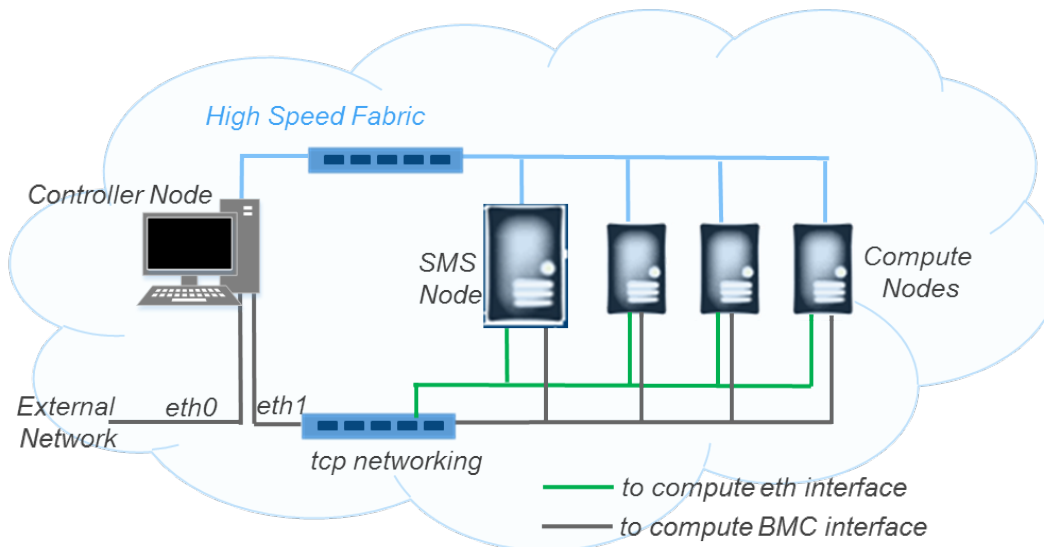 High Speed Fabric
Controller Node
SMS
Node
Compute
Nodes
External
Network
eth0
eth1
tcp networking
to compute eth interface
to compute BMC interface